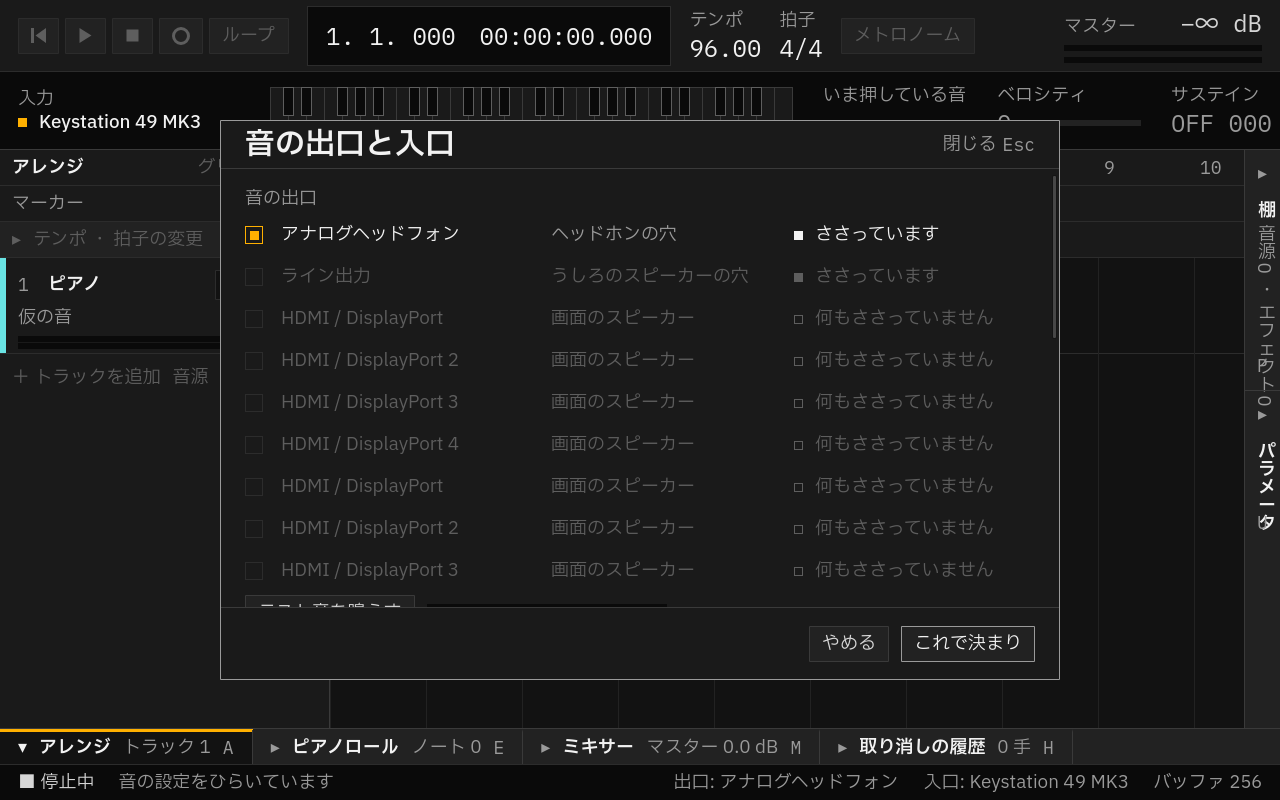 ループ
1. 1. 000 00:00:00.000
テンポ
96.00
拍子
4/4
メトロノーム
マスター −∞ dB
入力
Keystation 49 MK3
いま押している音
ベロシティ
サステイン
OFF 000
音の出口と入口
閉じる Esc
アレンジ
9 10
マーカー
▸ テンポ · 拍子の変更
1 ピアノ
仮の音
＋ トラックを追加 音源
音の出口
アナログヘッドフォン ヘッドホンの穴 ささっています
ライン出力 うしろのスピーカーの穴 ささっています
HDMI / DisplayPort 画面のスピーカー 何もささっていません
HDMI / DisplayPort 2 画面のスピーカー 何もささっていません
HDMI / DisplayPort 3 画面のスピーカー 何もささっていません
HDMI / DisplayPort 4 画面のスピーカー 何もささっていません
HDMI / DisplayPort 画面のスピーカー 何もささっていません
HDMI / DisplayPort 2 画面のスピーカー 何もささっていません
HDMI / DisplayPort 3 画面のスピーカー 何もささっていません
やめる
これで決まり
▸ 棚 音源 0 · エフェクト 0
▸ パラメータ
▾ アレンジ トラック 1 A
▸ ピアノロール ノート 0 E
▸ ミキサー マスター 0.0 dB M
▸ 取り消しの履歴 0 手 H
■ 停止中 音の設定をひらいています
出口: アナログヘッドフォン 入口: Keystation 49 MK3 バッファ 256